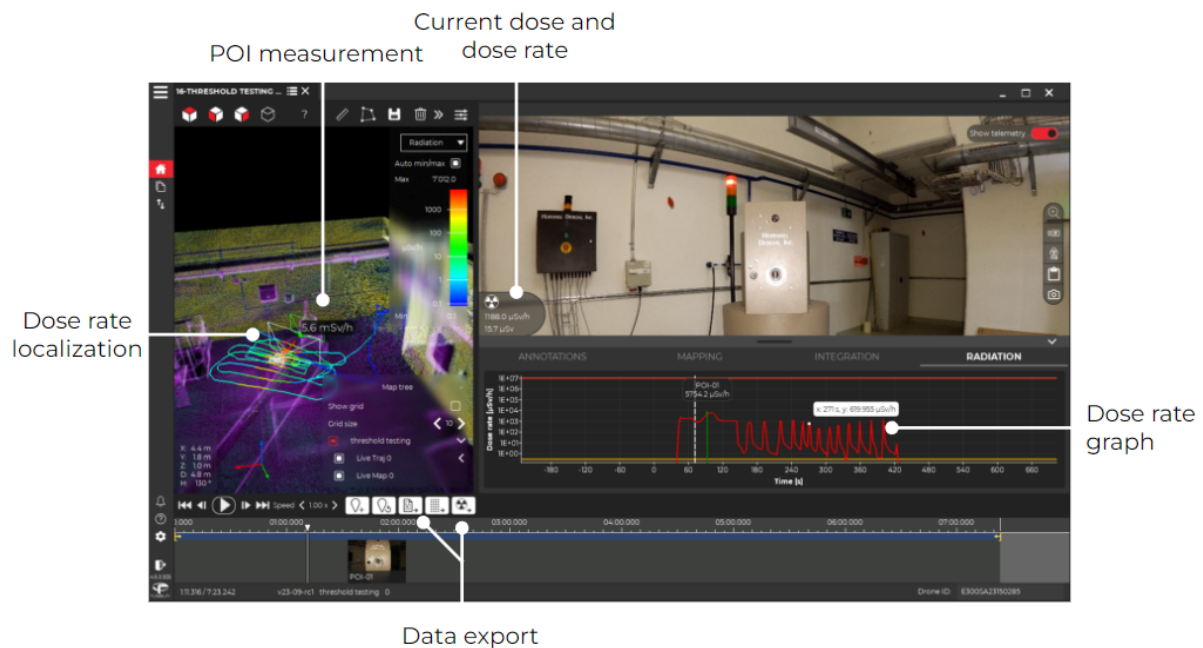 Current dose and
dose rate
POI measurement
16-THRESHOLD TESTING ...
?
Radiation
Show telemetry
Auto min/max
Max 7'012.0
1000
100
µSv/h
10
1
0.1
Min 0.1
1188.0 µSv/h
15.7 µSv
5.6 mSv/h
Dose rate
localization
ANNOTATIONS MAPPING INTEGRATION RADIATION
Map tree
Show grid
Grid size 10
threshold testing
Live Traj 0
Live Map 0
X: 4.4 m
Y: 1.8 m
Z: 1.0 m
D: 4.8 m
H: 130 °
Dose rate [µSv/h]
1E+07
1E+06
1E+05
1E+04
1E+03
1E+02
1E+01
1E+00
POI-01
5754.2 µSv/h
x: 271 s, y: 619.955 µSv/h
-180 -120 -60 0 60 120 180 240 300 360 420 480 540 600 660
Time [s]
Dose rate
graph
Speed 1.00 x
01:00.000 02:00.000 03:00.000 04:00.000 05:00.000 06:00.000 07:00.000
POI-01
1:11.316 / 7:23.242 v23-09-rc1 threshold testing 0 Drone ID: E300SA23150285
Data export